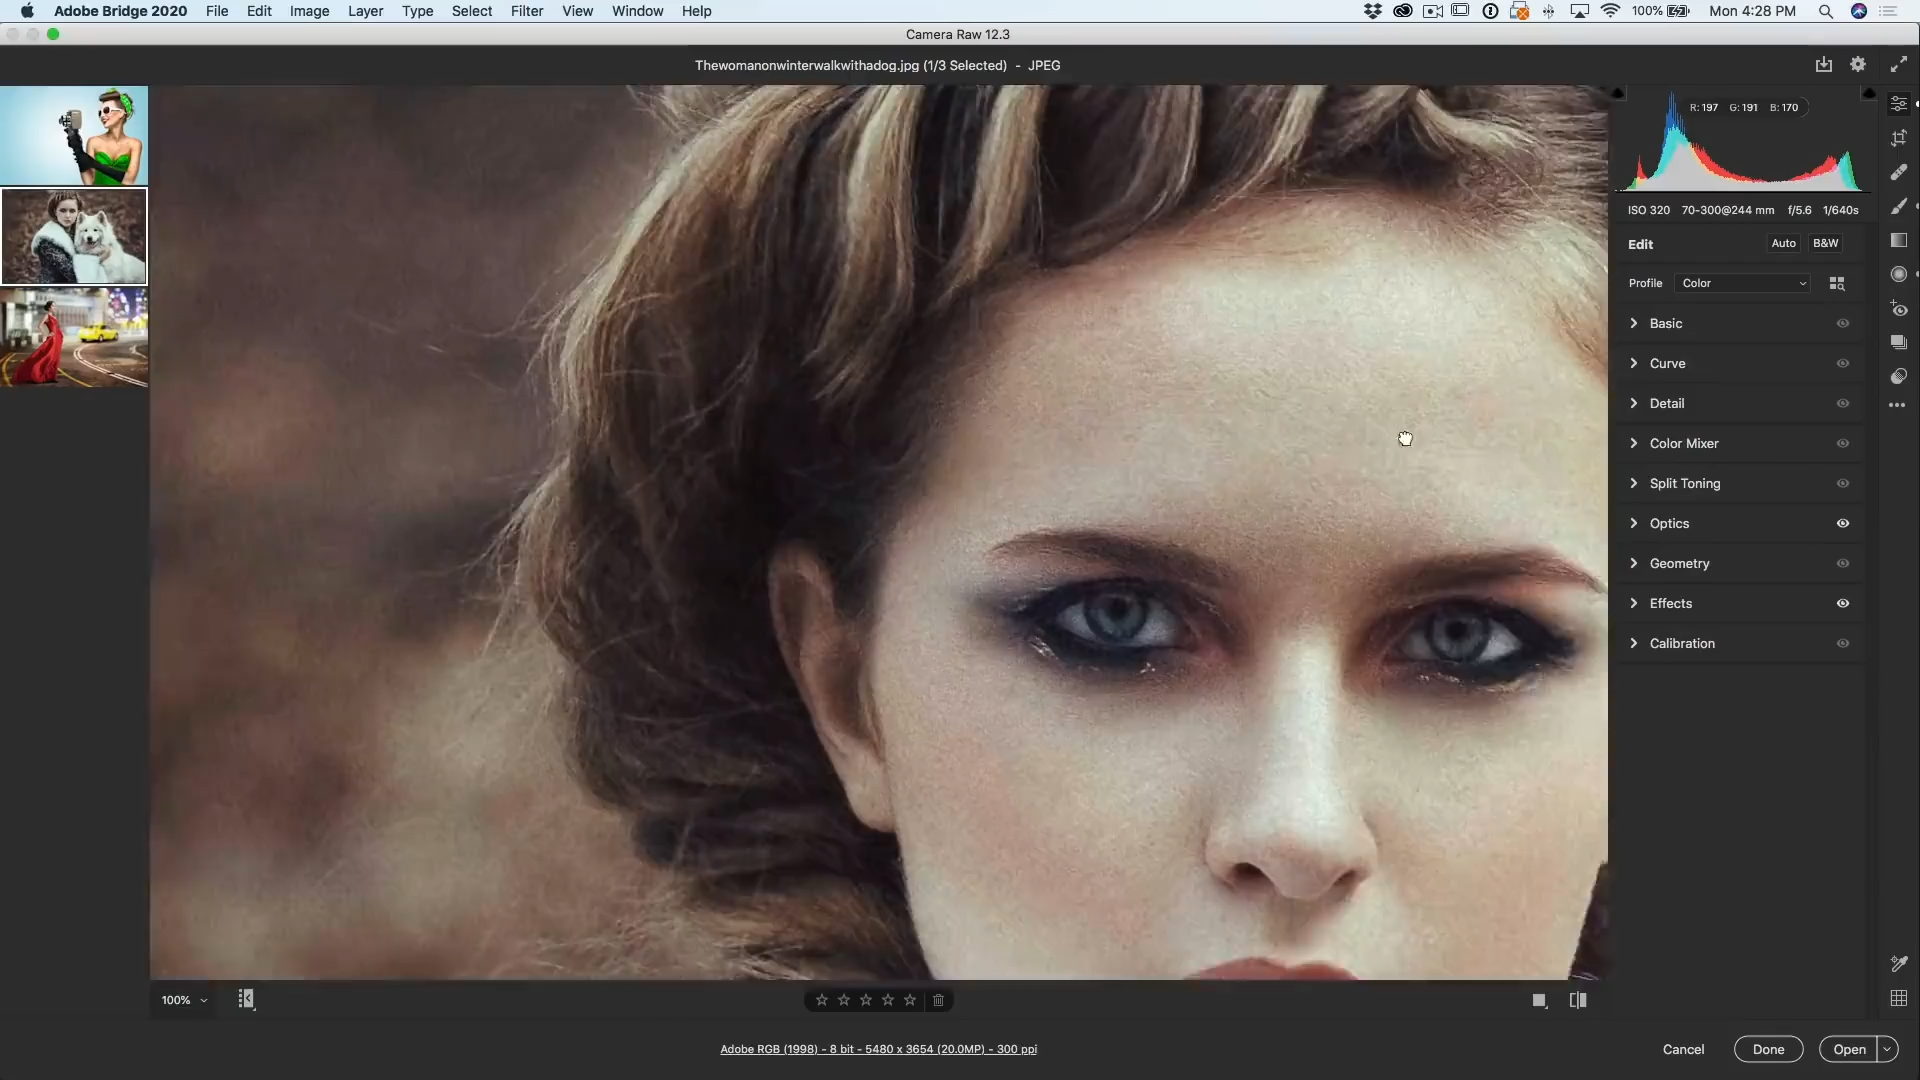 Adobe Bridge 2020 File Edit Image Layer Type Select Filter View Window Help 100% Mon 4:28 PM
Camera Raw 12.3
Thewomanonwinterwalkwithadog.jpg (1/3 Selected) - JPEG
R: 197 G: 191 B: 170
ISO 320 70-300@244 mm f/5.6 1/640s
Edit Auto B&W
Profile Color
Basic
Curve
Detail
Color Mixer
Split Toning
Optics
Geometry
Effects
Calibration
100%
Adobe RGB (1998) - 8 bit - 5480 x 3654 (20.0MP) - 300 ppi
Cancel Done Open